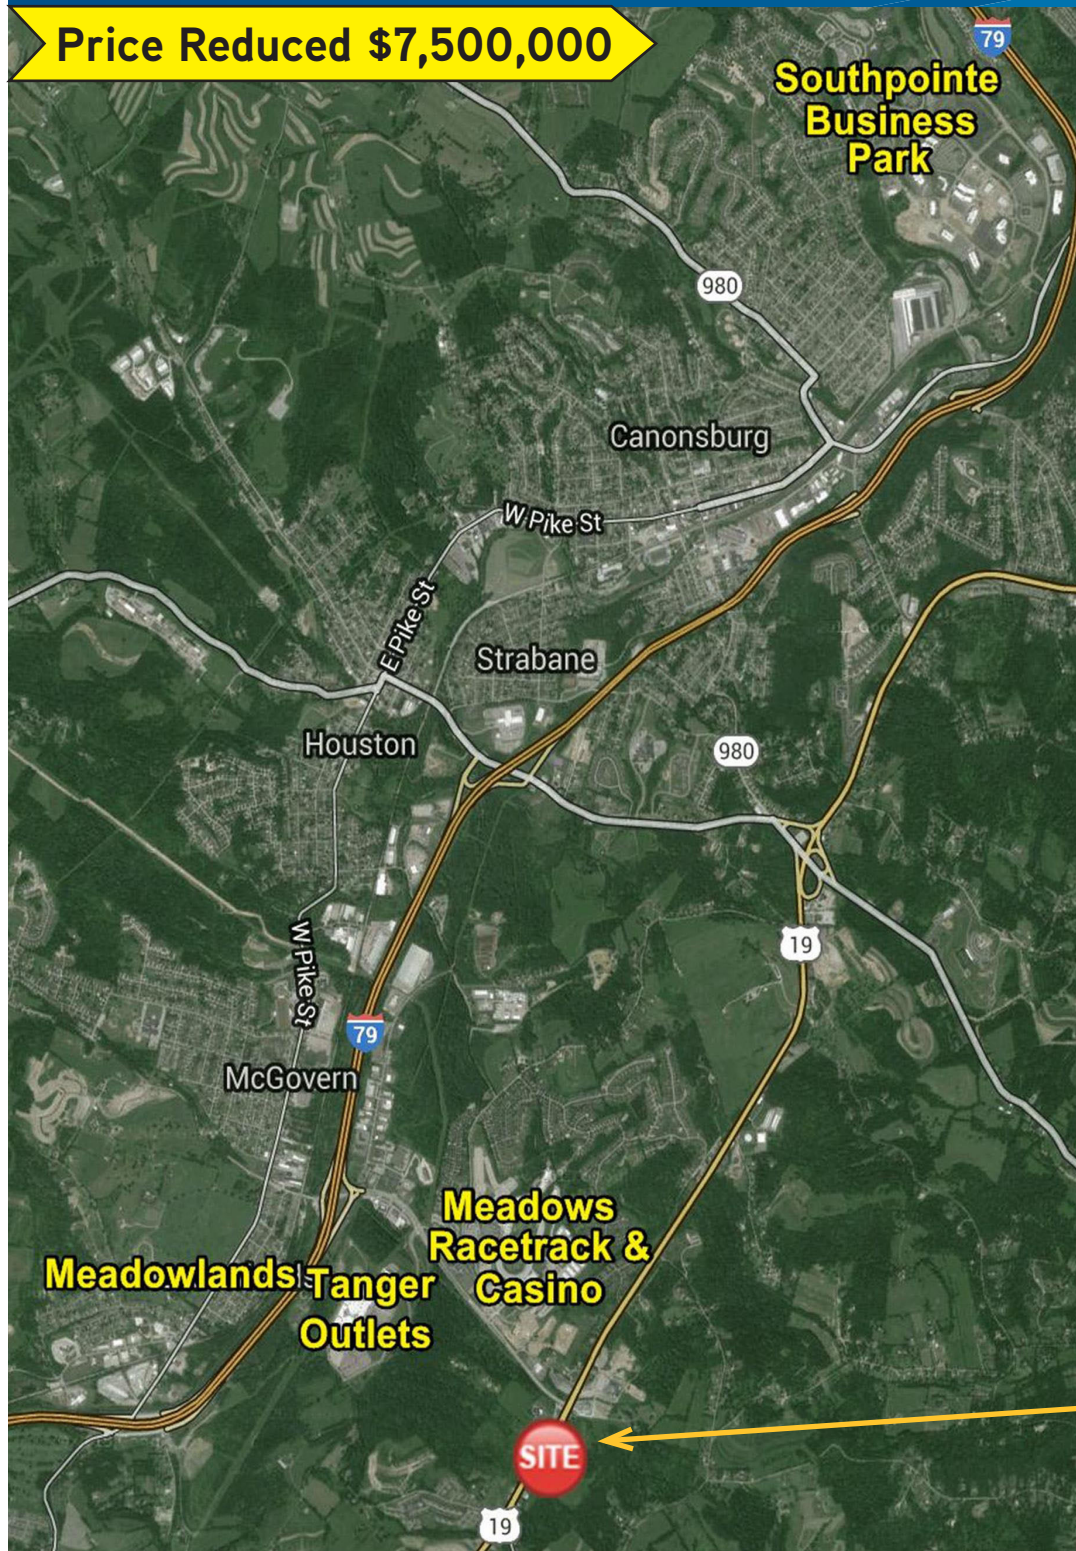 Price Reduced $7,500,000
79
Southpointe
Business
Park
980
Canonsburg
W Pike St
E Pike St
Strabane
Houston
980
19
W Pike St
79
McGovern
Meadows
Racetrack &
Casino
Meadowlands
Tanger
Outlets
SITE
19